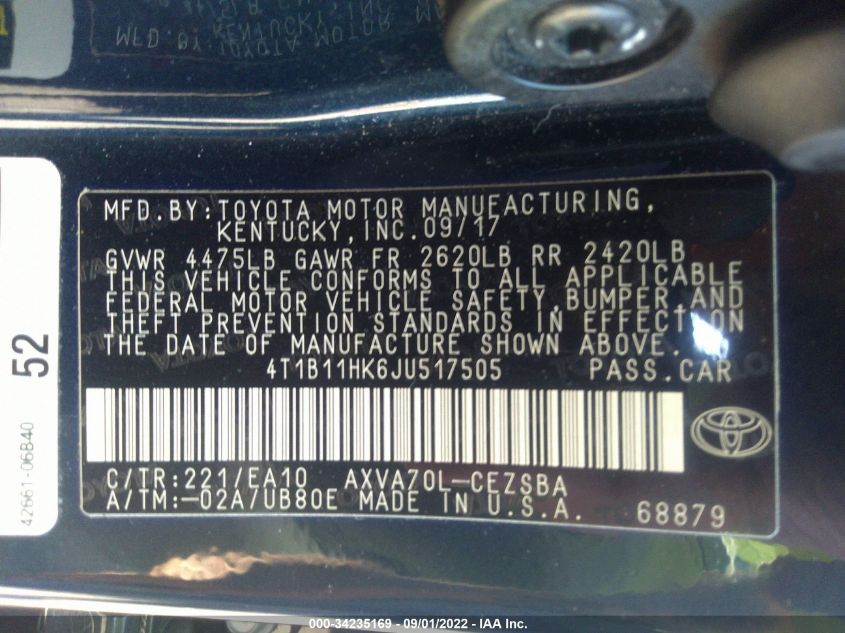 MFD.BY: TOYOTA MOTOR MANUFACTURING,
KENTUCKY, INC. 09/17
GVWR 4475LB GAWR FR 2620LB RR 2420LB
THIS VEHICLE CONFORMS TO ALL APPLICABLE
FEDERAL MOTOR VEHICLE SAFETY, BUMPER AND
THEFT PREVENTION STANDARDS IN EFFECT ON
THE DATE OF MANUFACTURE SHOWN ABOVE.
4T1B11HK6JU517505 PASS.CAR
C/TR:221/EA10 AXVA70L-CEZSBA
A/TM:-02A/UB80E MADE IN U.S.A. 68879
52
42661-06B40
000-34235169 - 09/01/2022 - IAA Inc.